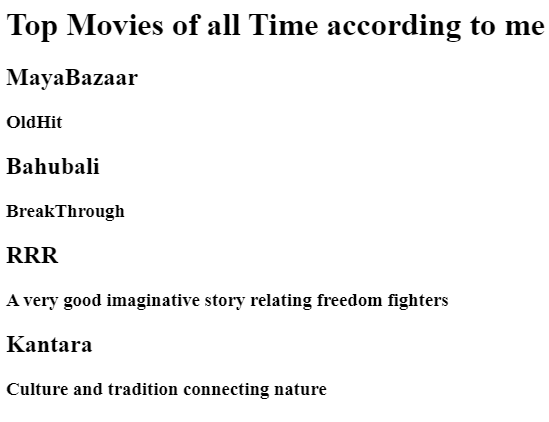 Top Movies of all Time according to me
MayaBazaar
OldHit
Bahubali
BreakThrough
RRR
A very good imaginative story relating freedom fighters
Kantara
Culture and tradition connecting nature